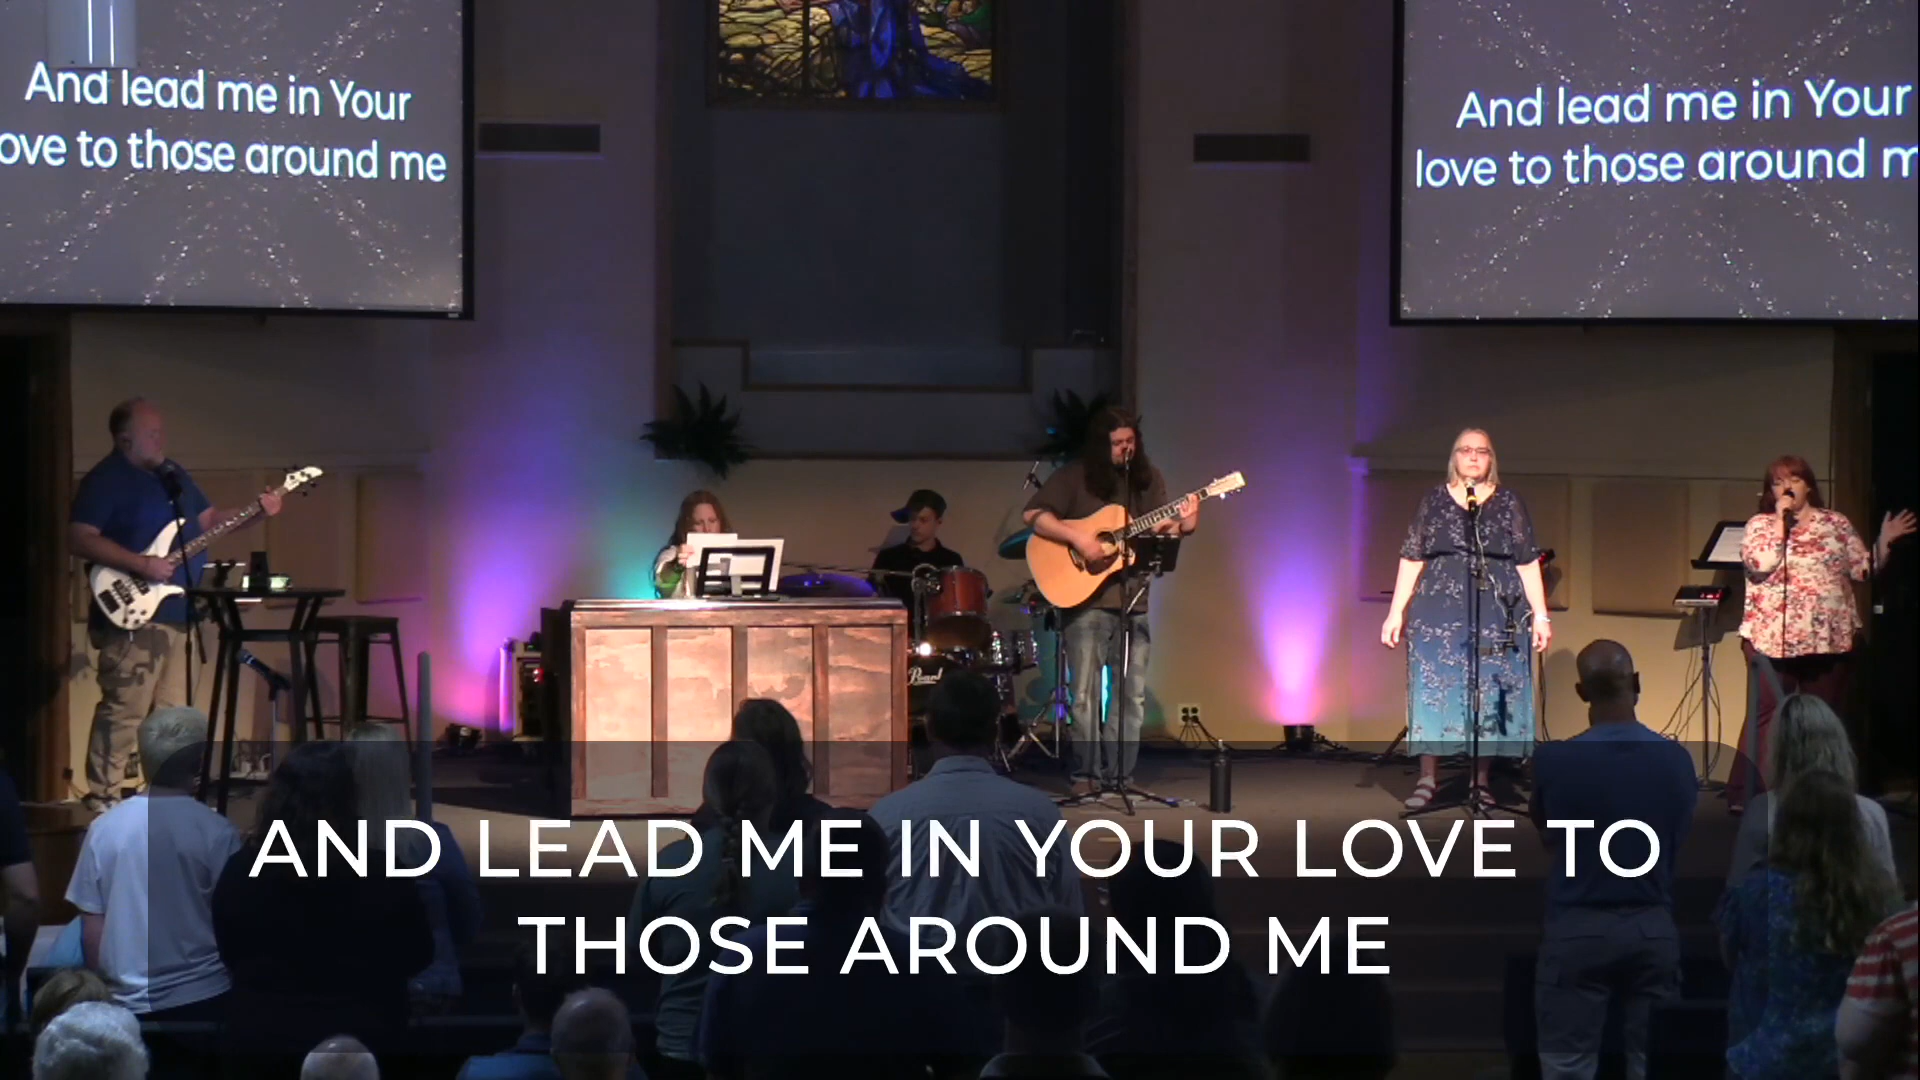 And lead me in Your
ove to those around me
And lead me in Your
love to those around m
Pearl
AND LEAD ME IN YOUR LOVE TO
THOSE AROUND ME